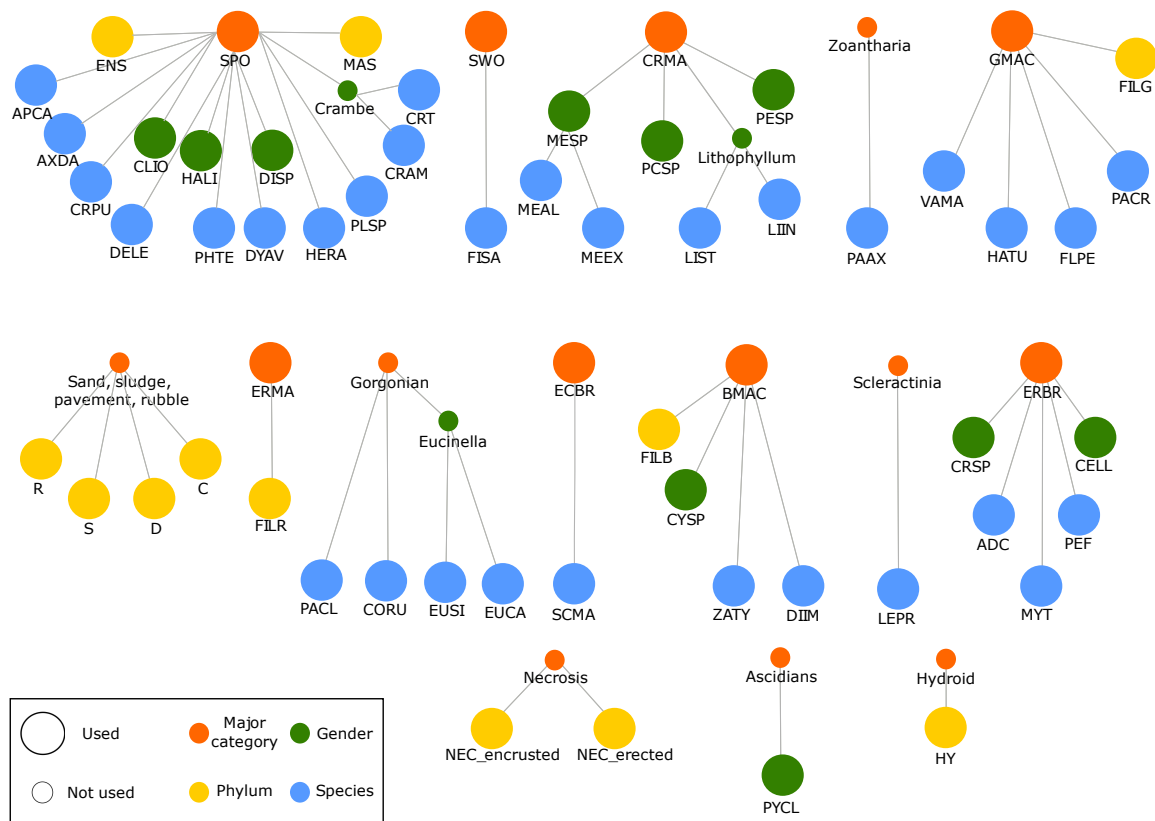 ENS
SPO
MAS
SWO
CRMA
Zoantharia
GMAC
FILG
APCA
Crambe
CRT
AXDA
CLIO
HALI
DISP
CRAM
CRPU
PLSP
DELE
PHTE
DYAV
HERA
FISA
MESP
PCSP
Lithophyllum
PESP
MEAL
LIIN
MEEX
LIST
PAAX
VAMA
PACR
HATU
FLPE
Sand, sludge,
pavement, rubble
ERMA
Gorgonian
ECBR
BMAC
Scleractinia
ERBR
Eucinella
R
S
D
C
FILR
FILB
CYSP
CRSP
CELL
ADC
PEF
PACL
CORU
EUSI
EUCA
SCMA
ZATY
DIIM
LEPR
MYT
Necrosis
Ascidians
Hydroid
NEC_encrusted
NEC_erected
HY
PYCL
Used
Major
category
Gender
Not used
Phylum
Species